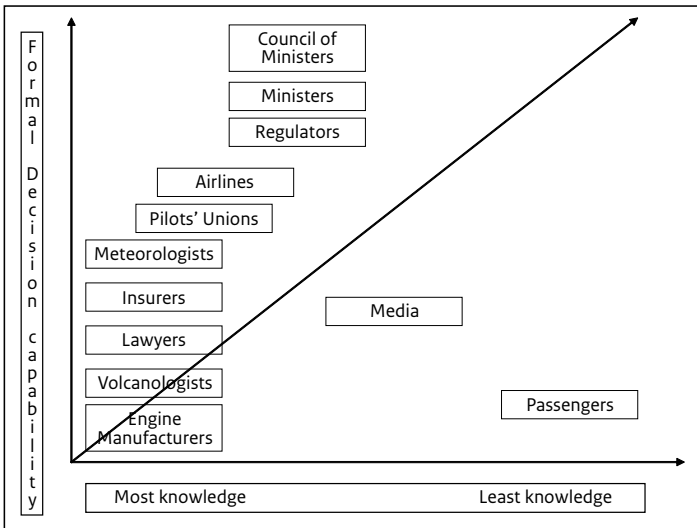 Formal Decision capability
Council of
Ministers
Ministers
Regulators
Airlines
Pilots’ Unions
Meteorologists
Insurers
Media
Lawyers
Volcanologists
Passengers
Engine
Manufacturers
Most knowledge
Least knowledge